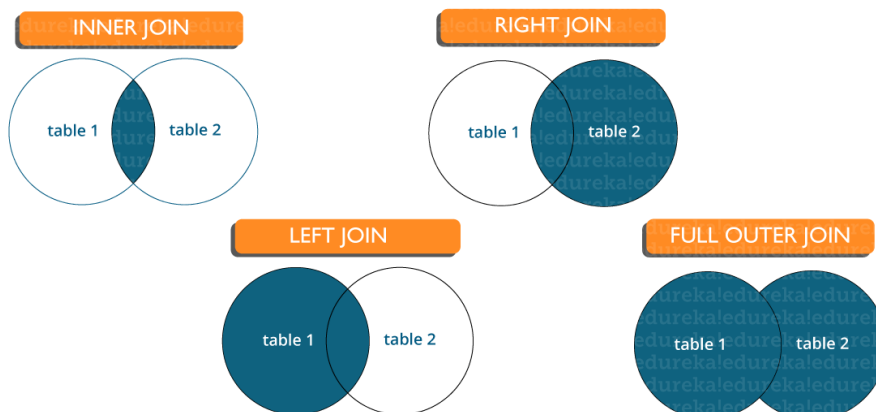 INNER JOIN
table 1
table 2
RIGHT JOIN
table 1
table 2
LEFT JOIN
table 1
table 2
FULL OUTER JOIN
table 1
table 2